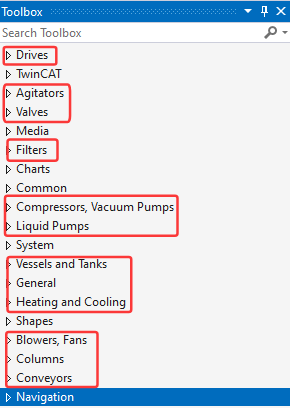 Toolbox
Search Toolbox
Drives
TwinCAT
Agitators
Valves
Media
Filters
Charts
Common
Compressors, Vacuum Pumps
Liquid Pumps
System
Vessels and Tanks
General
Heating and Cooling
Shapes
Blowers, Fans
Columns
Conveyors
Navigation